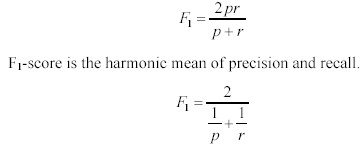 F₁ = 2pr / (p + r)
F₁-score is the harmonic mean of precision and recall.
F₁ = 2 / (1/p + 1/r)